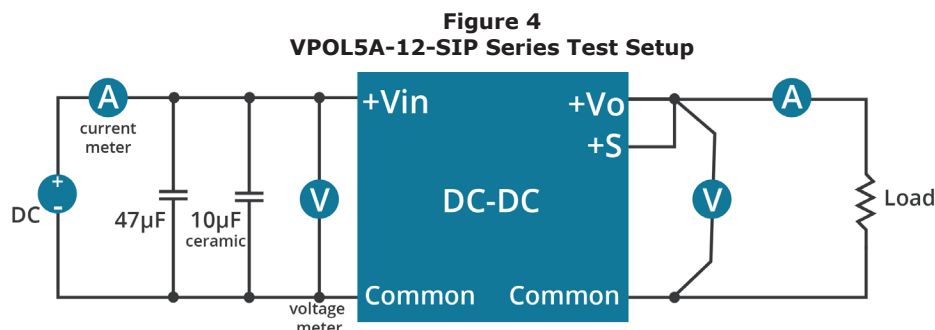 Figure 4
VPOL5A-12-SIP Series Test Setup
A
current
meter
+
-
DC
47µF
10µF
ceramic
V
voltage
meter
+Vin
+Vo
+S
DC-DC
Common
Common
V
A
Load